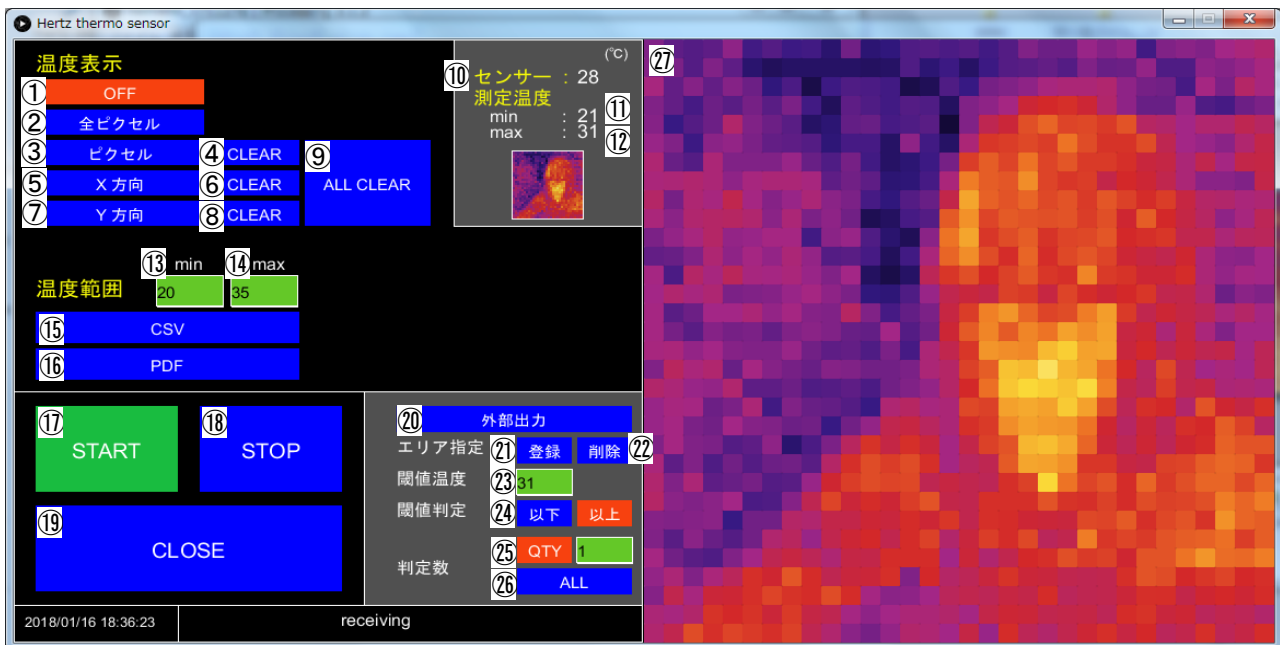 Hertz thermo sensor
温度表示
① OFF
② 全ピクセル
③ ピクセル ④ CLEAR
⑤ X 方向 ⑥ CLEAR
⑦ Y 方向 ⑧ CLEAR
⑨ ALL CLEAR
(℃)
⑩ センサー : 28
測定温度
min : 21 ⑪
max : 31 ⑫
⑬ min ⑭ max
温度範囲 20 35
⑮ CSV
⑯ PDF
⑰ START ⑱ STOP
⑲ CLOSE
⑳ 外部出力
エリア指定 ㉑ 登録 削除 ㉒
閾値温度 ㉓ 31
閾値判定 ㉔ 以下 以上
判定数 ㉕ QTY 1
㉖ ALL
2018/01/16 18:36:23 receiving
㉗